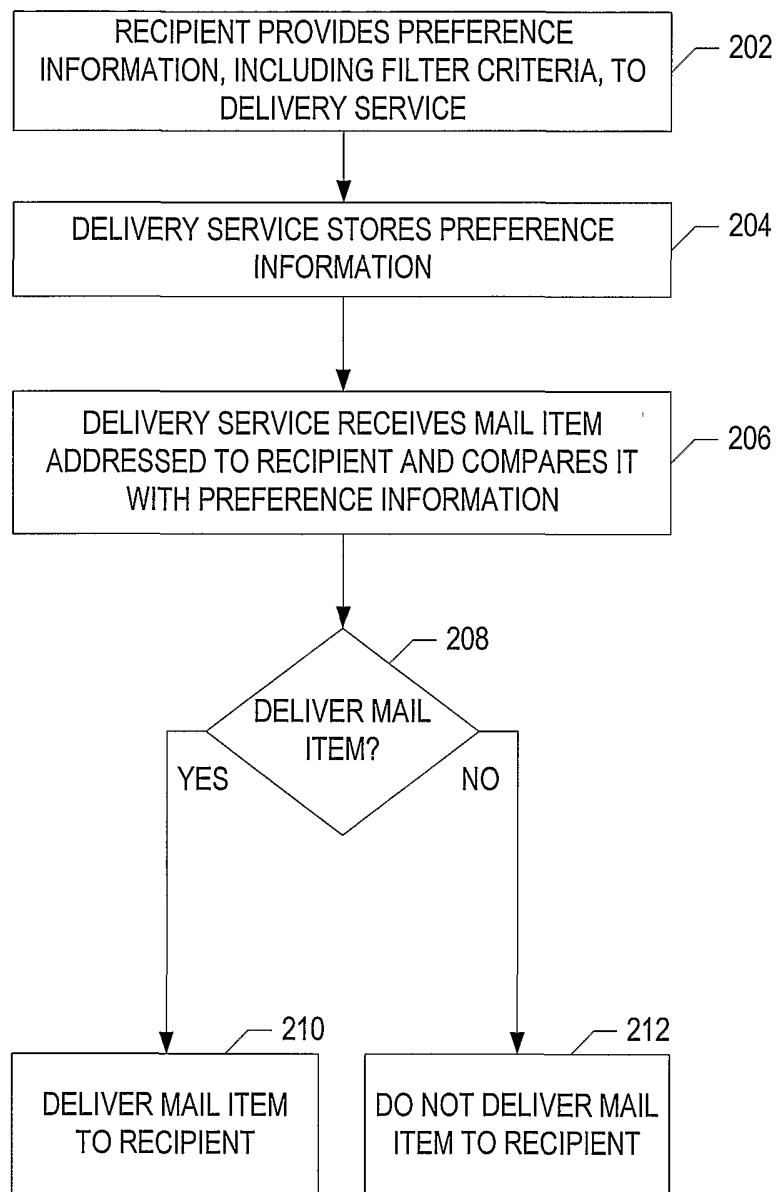 RECIPIENT PROVIDES PREFERENCE
INFORMATION, INCLUDING FILTER CRITERIA, TO
DELIVERY SERVICE
202
DELIVERY SERVICE STORES PREFERENCE
INFORMATION
204
DELIVERY SERVICE RECEIVES MAIL ITEM
ADDRESSED TO RECIPIENT AND COMPARES IT
WITH PREFERENCE INFORMATION
206
208
DELIVER MAIL
ITEM?
YES
NO
210
DELIVER MAIL ITEM
TO RECIPIENT
212
DO NOT DELIVER MAIL
ITEM TO RECIPIENT